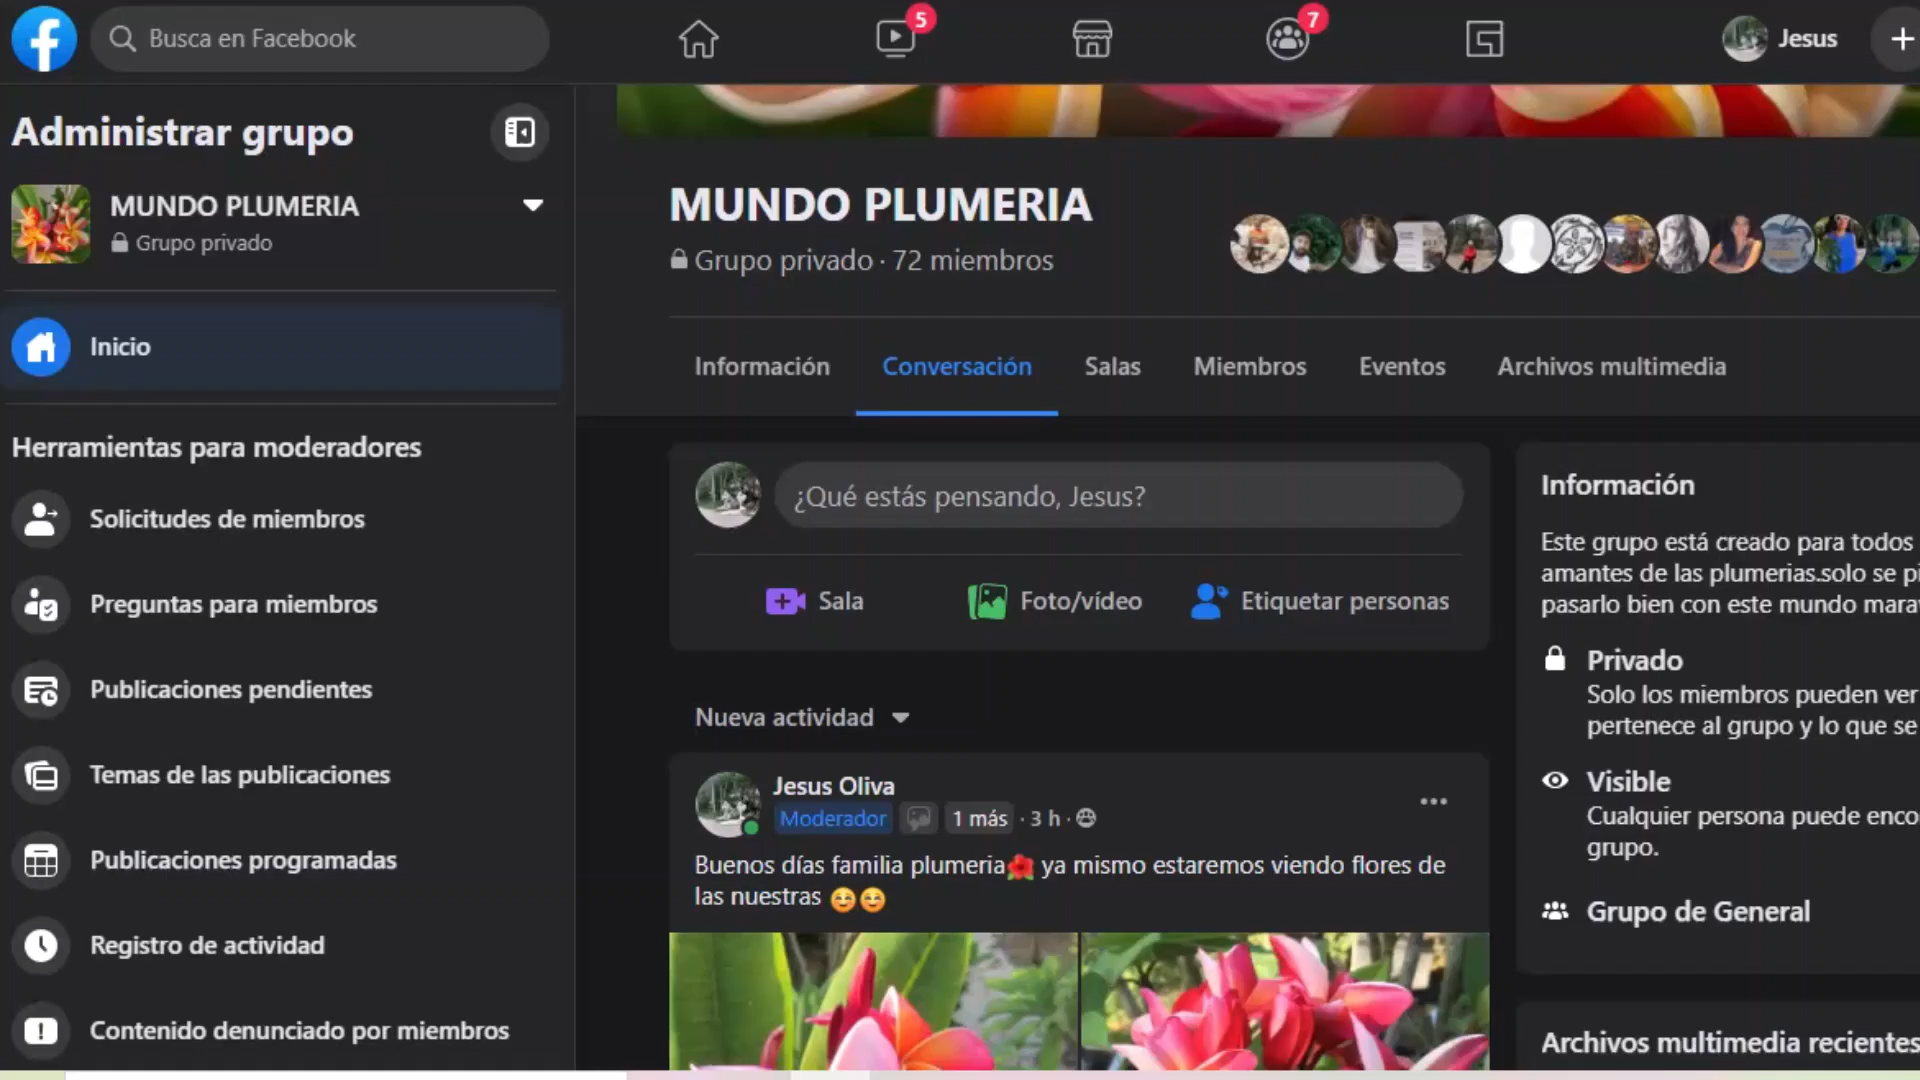 Busca en Facebook
5
7
Jesus
Administrar grupo
MUNDO PLUMERIA
Grupo privado
Inicio
Herramientas para moderadores
Solicitudes de miembros
Preguntas para miembros
Publicaciones pendientes
Temas de las publicaciones
Publicaciones programadas
Registro de actividad
Contenido denunciado por miembros
MUNDO PLUMERIA
Grupo privado · 72 miembros
Información
Conversación
Salas
Miembros
Eventos
Archivos multimedia
¿Qué estás pensando, Jesus?
Sala
Foto/vídeo
Etiquetar personas
Nueva actividad
Jesus Oliva
Moderador 1 más · 3 h ·
Buenos días familia plumeria ya mismo estaremos viendo flores de
las nuestras
Información
Este grupo está creado para todos
amantes de las plumerias.solo se pi
pasarlo bien con este mundo mara
Privado
Solo los miembros pueden ver
pertenece al grupo y lo que se
Visible
Cualquier persona puede enco
grupo.
Grupo de General
Archivos multimedia recientes